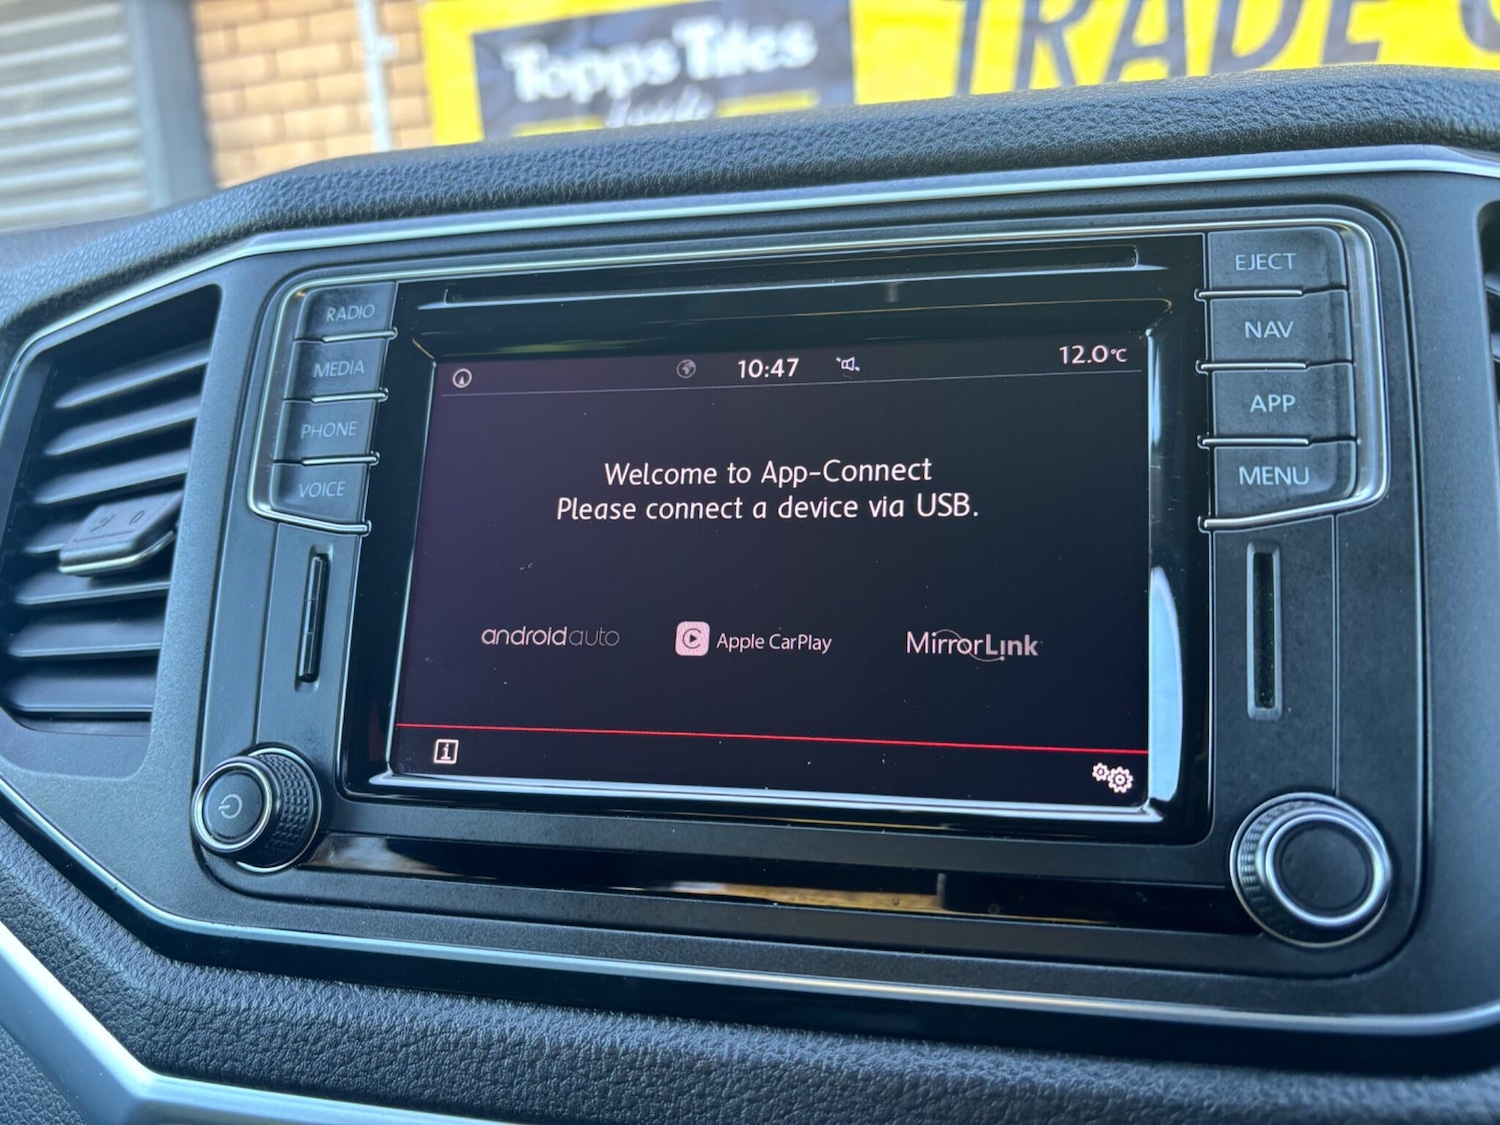 Topps Tiles
TRADE
RADIO
MEDIA
PHONE
VOICE
EJECT
NAV
APP
MENU
10:47
12.0°C
Welcome to App-Connect
Please connect a device via USB.
androidauto
Apple CarPlay
MirrorLink
i